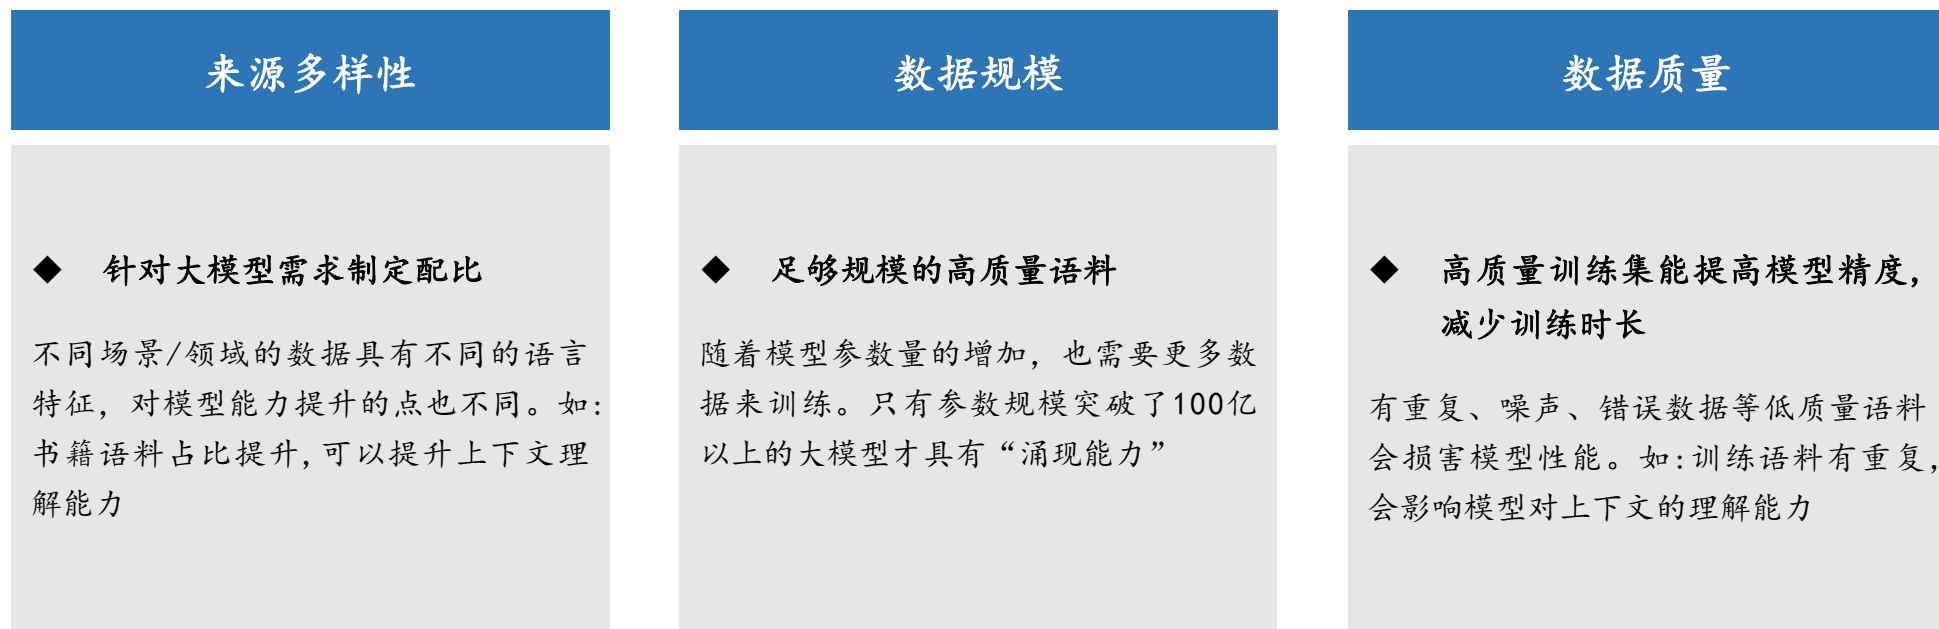 来源多样性
◆ 针对大模型需求制定配比
不同场景/领域的数据具有不同的语言
特征，对模型能力提升的点也不同。如:
书籍语料占比提升,可以提升上下文理
解能力
数据规模
◆ 足够规模的高质量语料
随着模型参数量的增加，也需要更多数
据来训练。只有参数规模突破了100亿
以上的大模型才具有“涌现能力”
数据质量
◆ 高质量训练集能提高模型精度,
减少训练时长
有重复、噪声、错误数据等低质量语料
会损害模型性能。如:训练语料有重复,
会影响模型对上下文的理解能力